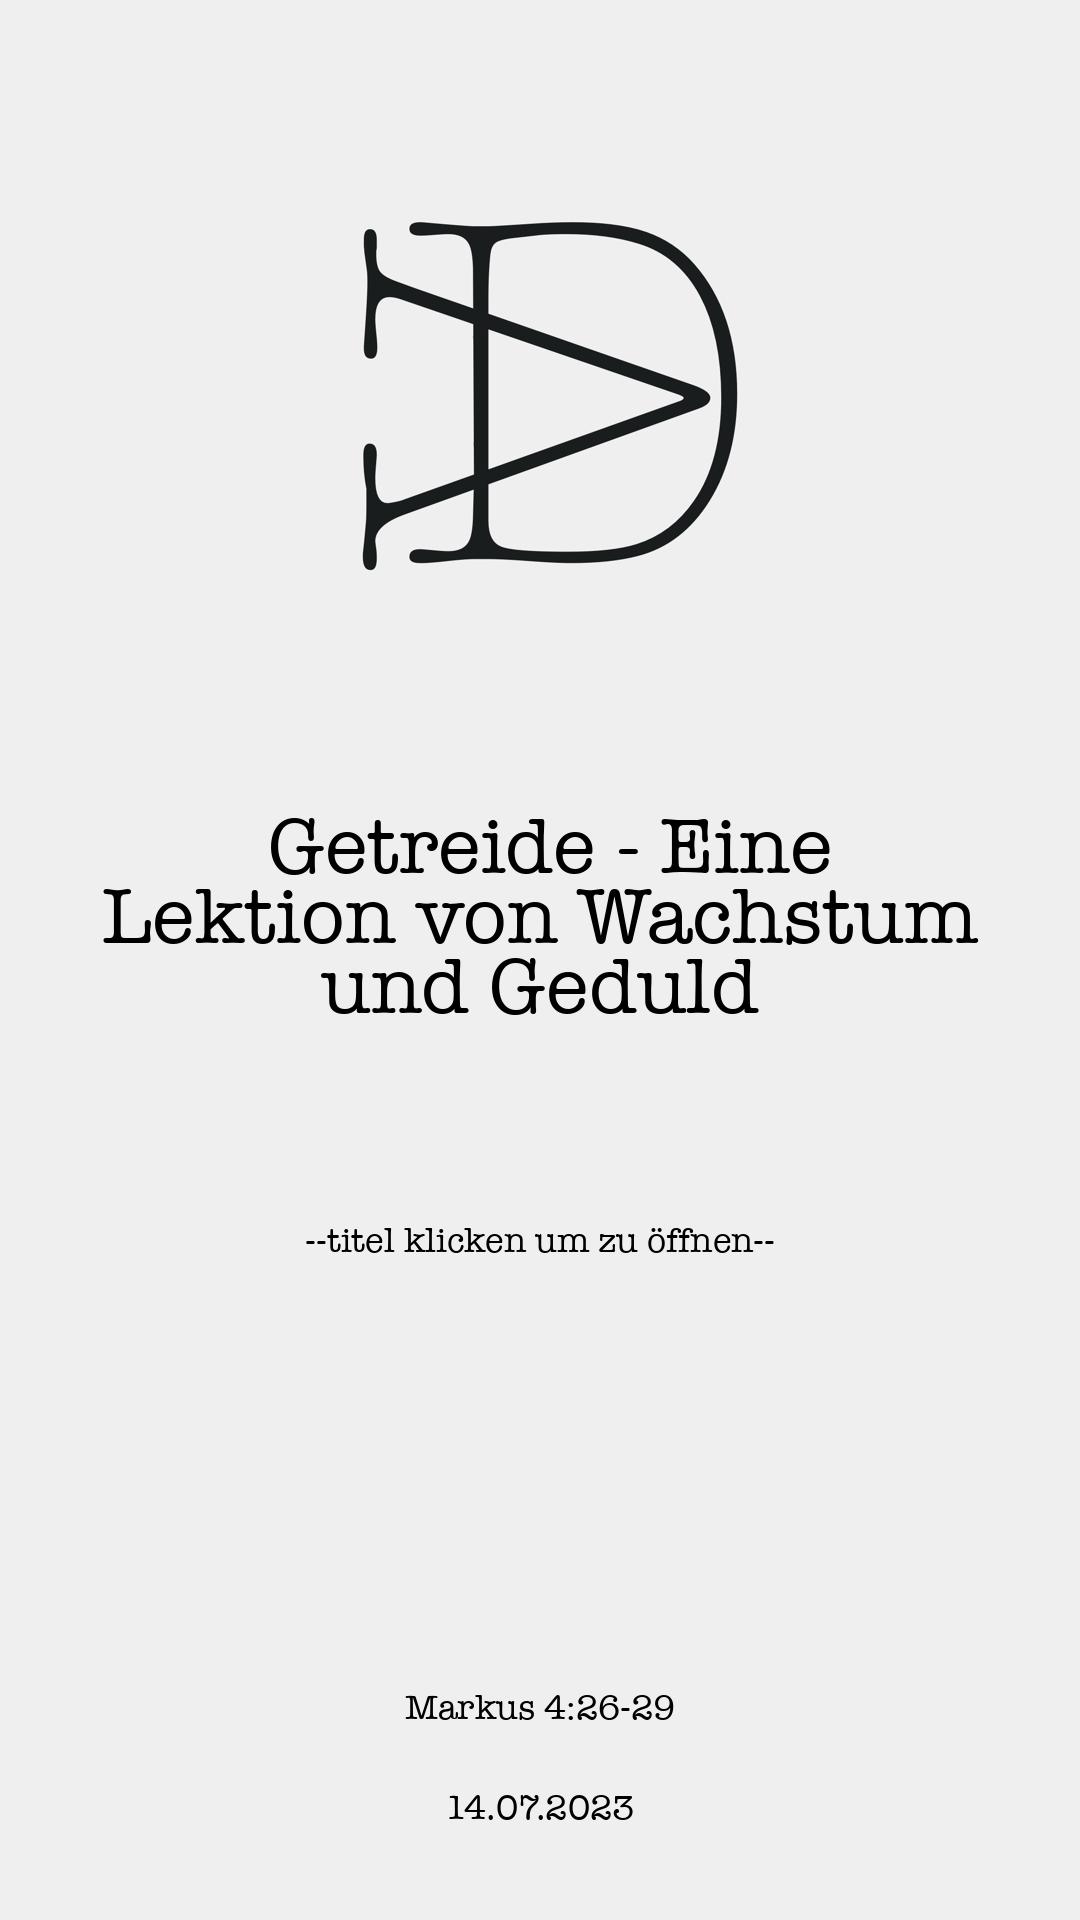 Getreide - Eine
Lektion von Wachstum
und Geduld
--titel klicken um zu öffnen--
Markus 4:26-29
14.07.2023